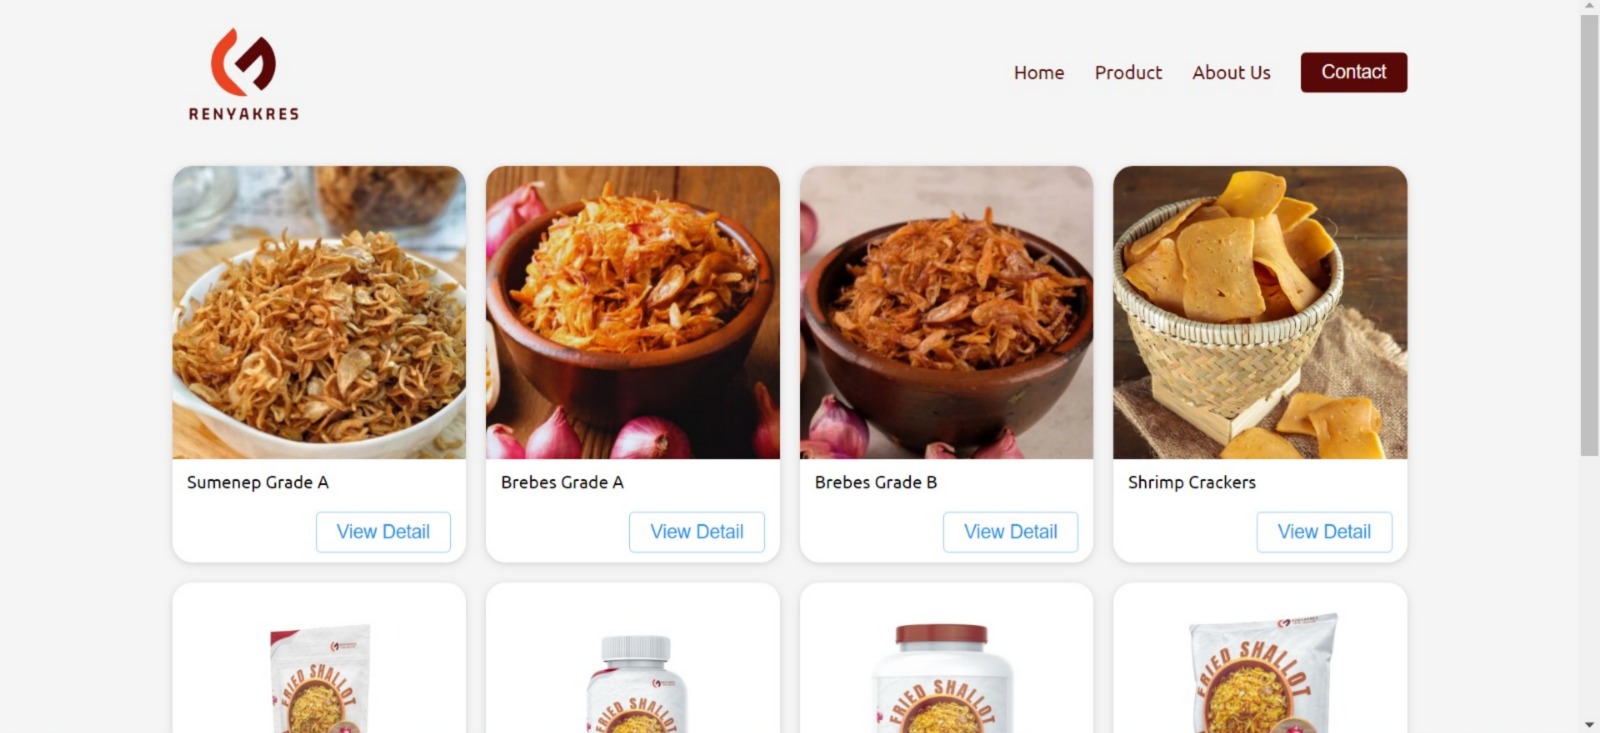 RENYAKRES
Home Product About Us Contact
Sumenep Grade A
View Detail
Brebes Grade A
View Detail
Brebes Grade B
View Detail
Shrimp Crackers
View Detail
FRIED SHALLOT
FRIED SHALLOT
FRIED SHALLOT
FRIED SHALLOT